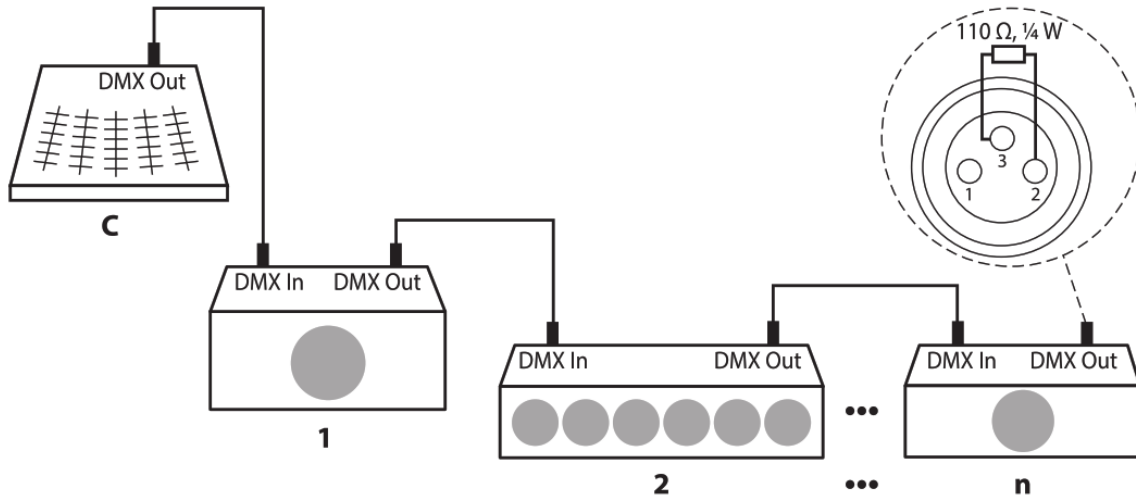 110 Ω, ¼ W
DMX Out
3
1
2
C
DMX In DMX Out
1
DMX In DMX Out
•••
2
•••
DMX In DMX Out
n